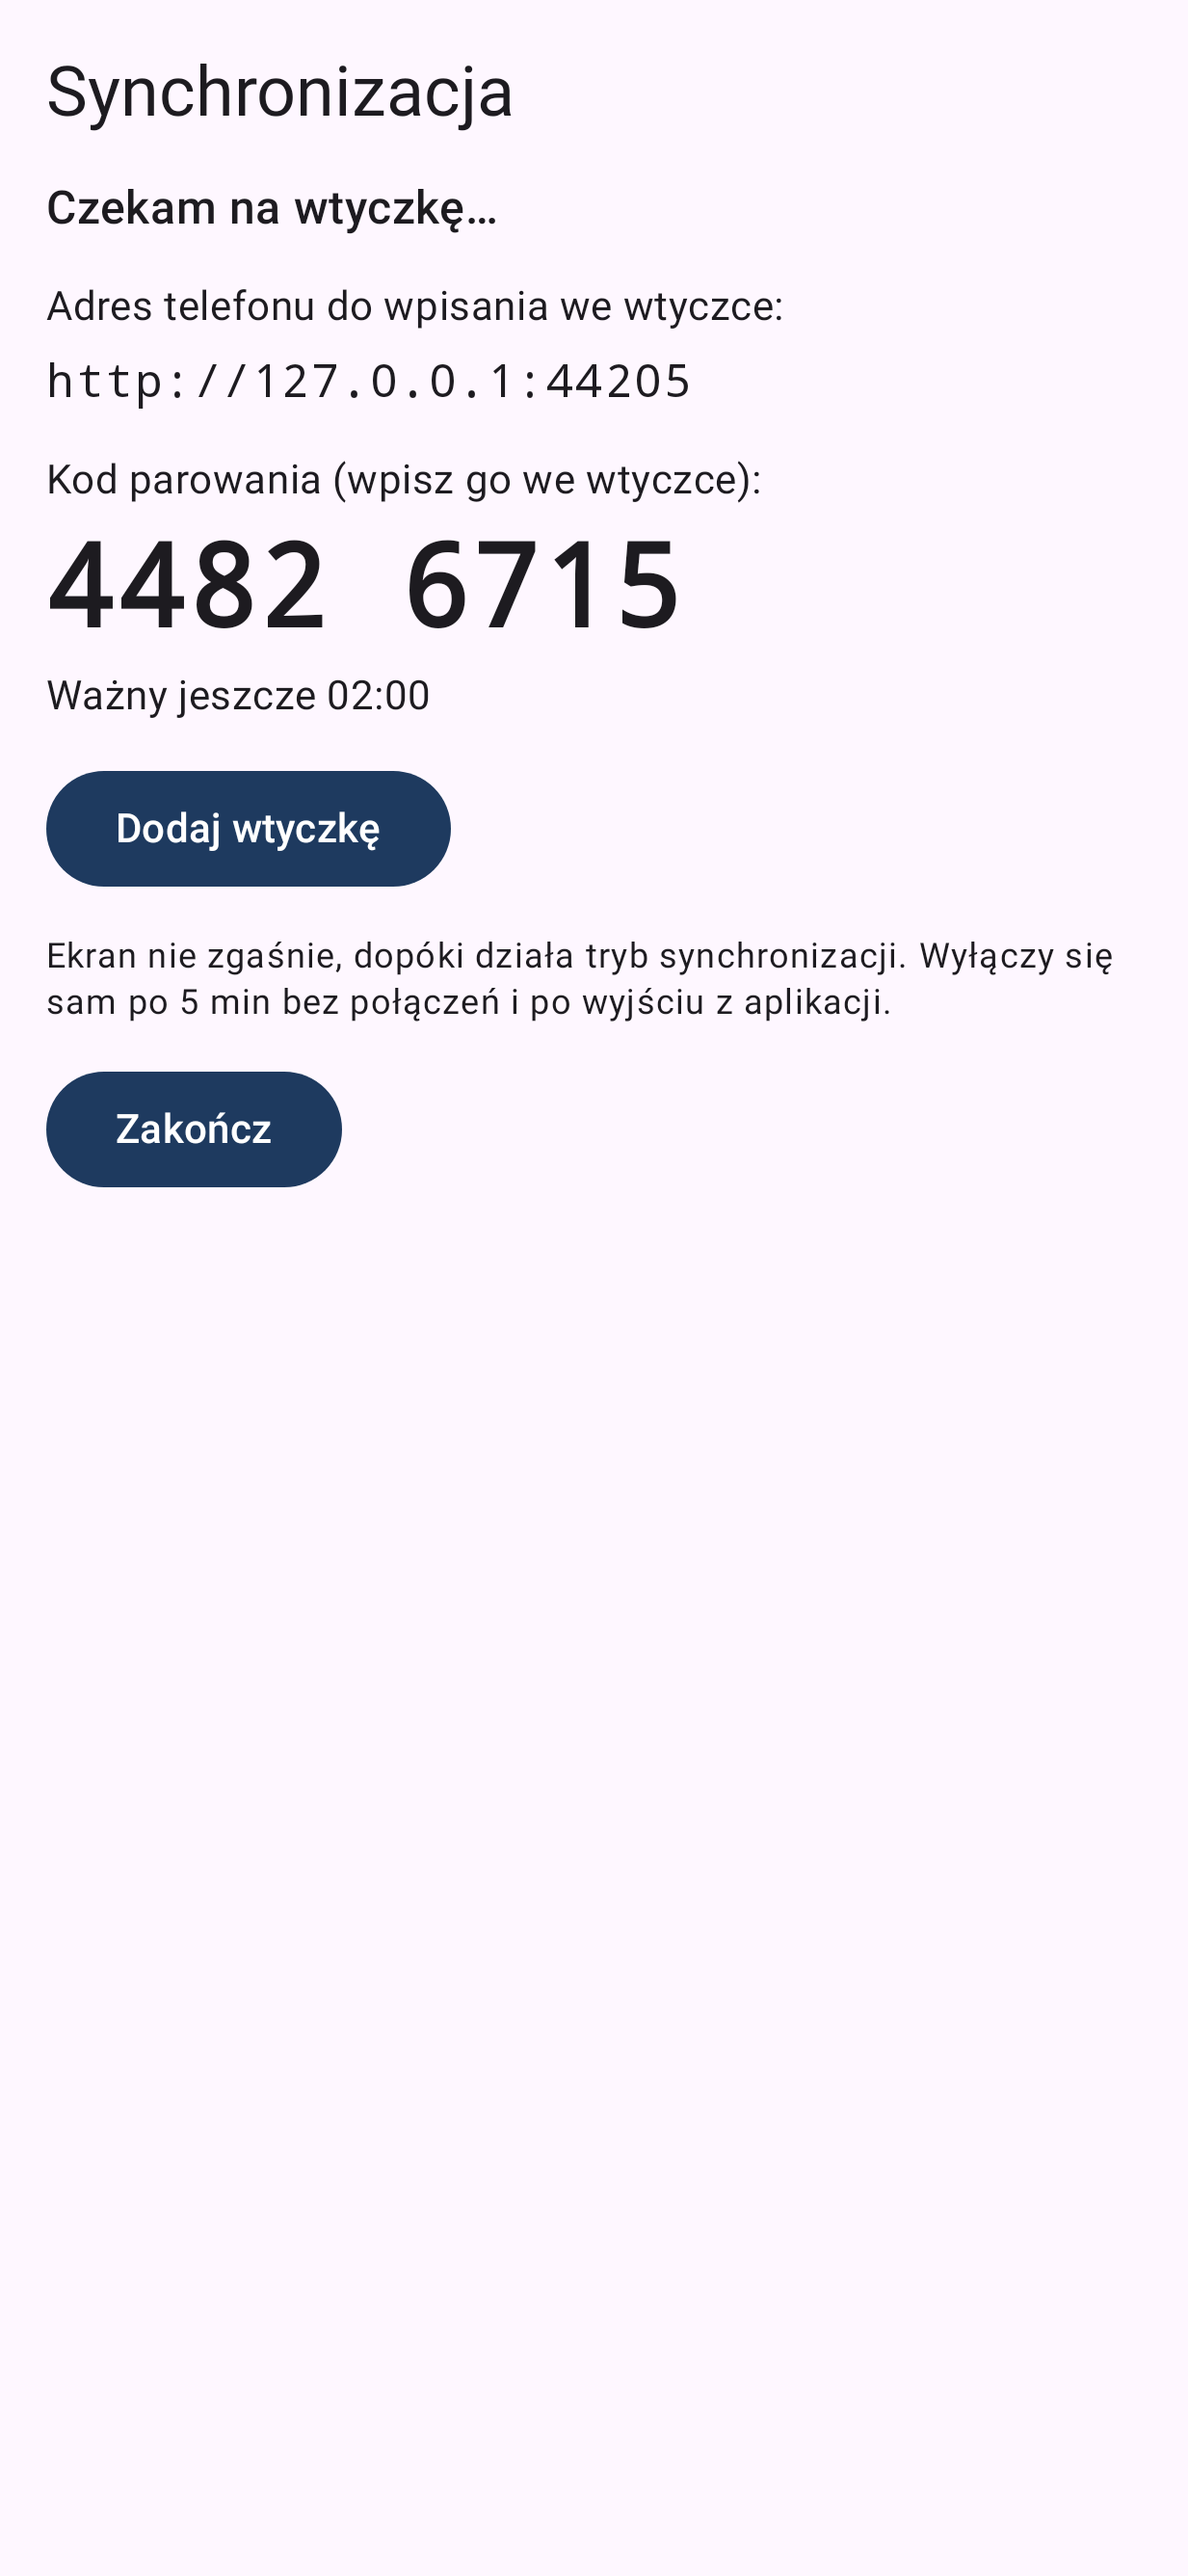 Synchronizacja
Czekam na wtyczkę…
Adres telefonu do wpisania we wtyczce:
http://127.0.0.1:44205
Kod parowania (wpisz go we wtyczce):
4482 6715
Ważny jeszcze 02:00
Dodaj wtyczkę
Ekran nie zgaśnie, dopóki działa tryb synchronizacji. Wyłączy się
sam po 5 min bez połączeń i po wyjściu z aplikacji.
Zakończ